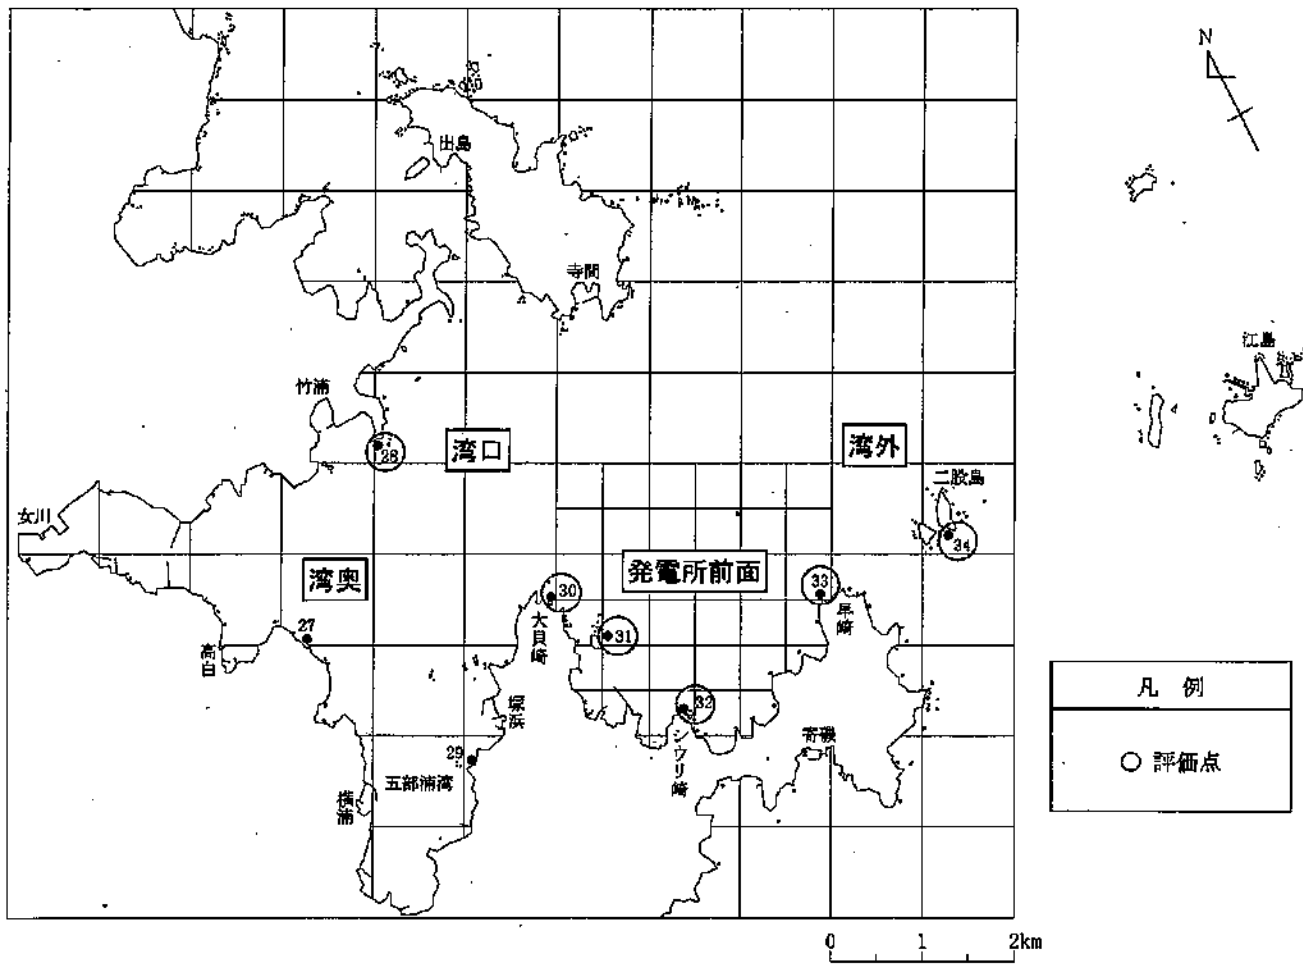 N
出島
寺間
江島
竹浦
28
湾口
湾外
二股島
34
女川
湾奥
発電所前面
27
30
31
33
高白
大貝崎
早崎
32
塚浜
シウリ崎
寄磯
29
五部浦湾
横浦
凡 例
○ 評価点
0 1 2km